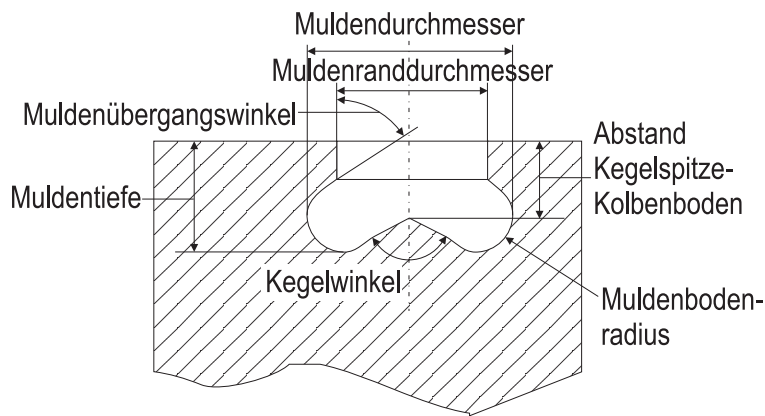 Muldendurchmesser
Muldenranddurchmesser
Muldenübergangswinkel
Abstand
Kegelspitze-
Kolbenboden
Muldentiefe
Kegelwinkel
Muldenboden-
radius